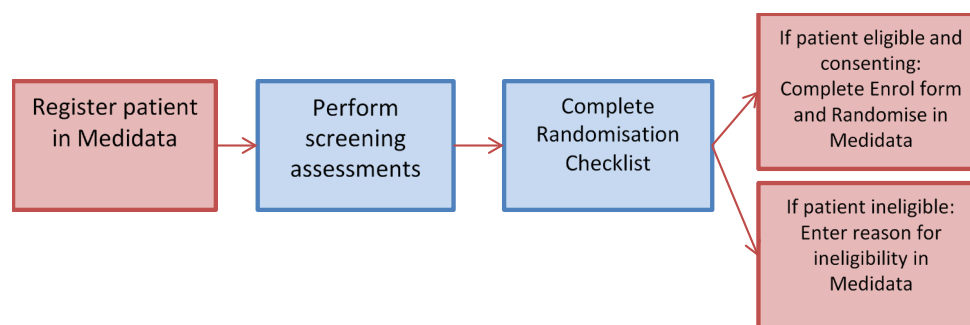 Register patient
in Medidata
Perform
screening
assessments
Complete
Randomisation
Checklist
If patient eligible and
consenting:
Complete Enrol form
and Randomise in
Medidata
If patient ineligible:
Enter reason for
ineligibility in
Medidata